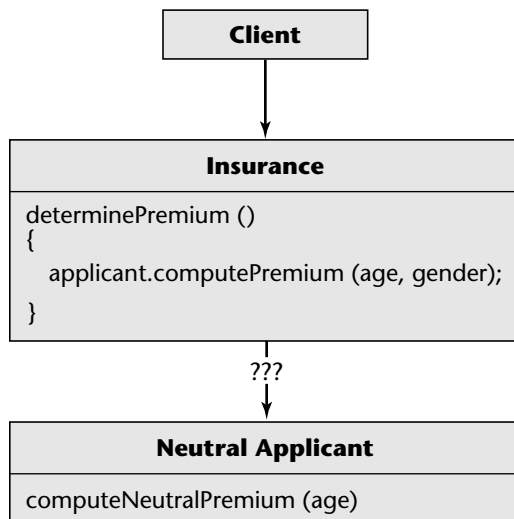 Client
Insurance
determinePremium ()
{
applicant.computePremium (age, gender);
}
???
Neutral Applicant
computeNeutralPremium (age)